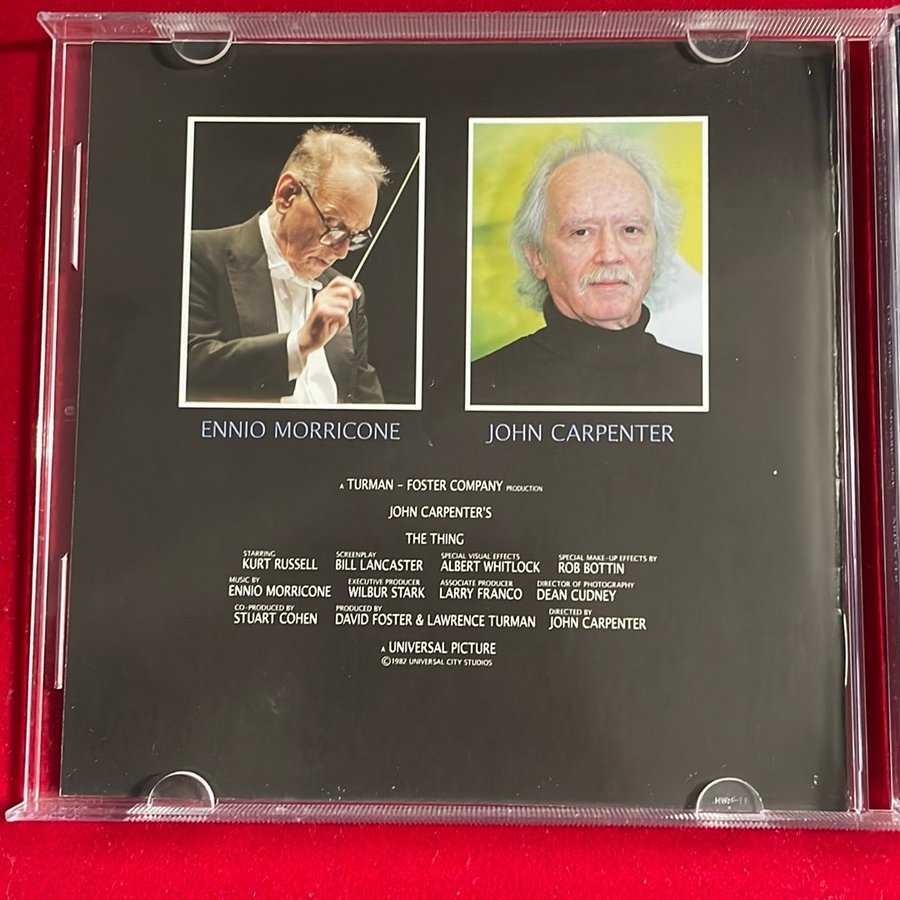 ENNIO MORRICONE
JOHN CARPENTER
A TURMAN – FOSTER COMPANY PRODUCTION
JOHN CARPENTER'S
THE THING
STARRING
KURT RUSSELL
SCREENPLAY
BILL LANCASTER
SPECIAL VISUAL EFFECTS
ALBERT WHITLOCK
SPECIAL MAKE-UP EFFECTS BY
ROB BOTTIN
MUSIC BY
ENNIO MORRICONE
EXECUTIVE PRODUCER
WILBUR STARK
ASSOCIATE PRODUCER
LARRY FRANCO
DIRECTOR OF PHOTOGRAPHY
DEAN CUDNEY
CO-PRODUCED BY
STUART COHEN
PRODUCED BY
DAVID FOSTER & LAWRENCE TURMAN
DIRECTED BY
JOHN CARPENTER
A UNIVERSAL PICTURE
©1982 UNIVERSAL CITY STUDIOS